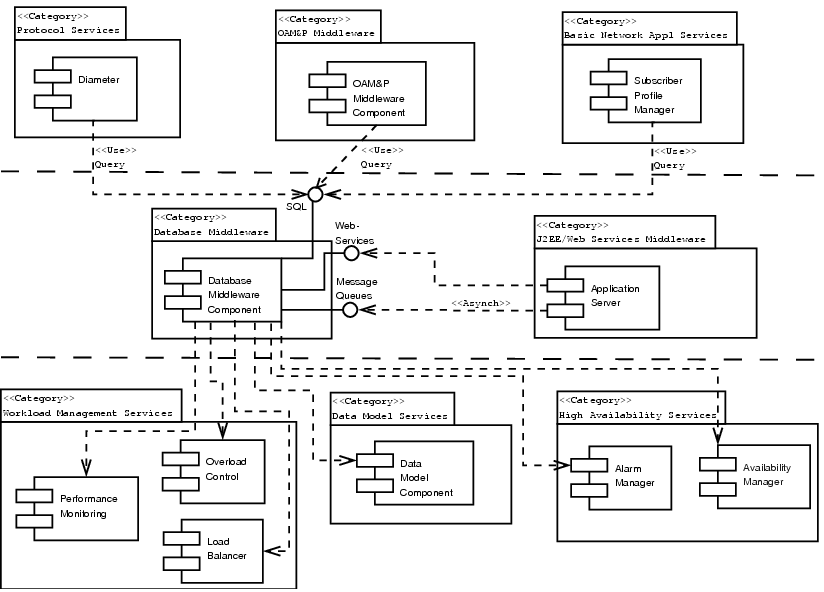 <<Category>>
Protocol Services
Diameter
<<Category>>
OAM&P Middleware
OAM&P
Middleware
Component
<<Category>>
Basic Network Appl Services
Subscriber
Profile
Manager
<<Use>>
Query
<<Use>>
Query
<<Use>>
Query
SQL
<<Category>>
Database Middleware
Database
Middleware
Component
Web-
Services
Message
Queues
<<Asynch>>
<<Category>>
J2EE/Web Services Middleware
Application
Server
<<Category>>
Workload Management Services
Performance
Monitoring
Overload
Control
Load
Balancer
<<Category>>
Data Model Services
Data
Model
Component
<<Category>>
High Availability Services
Alarm
Manager
Availability
Manager